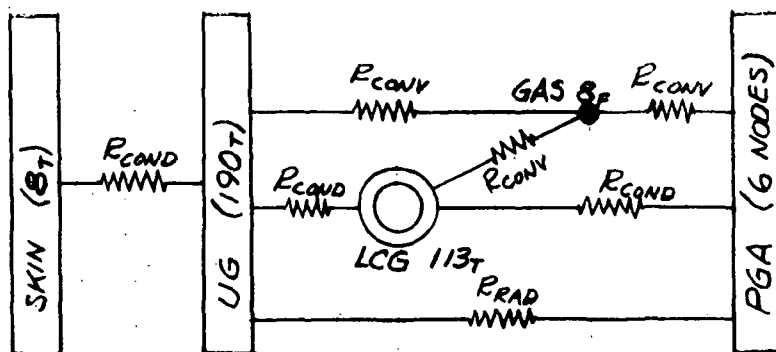 SKIN (8T)
RCOND
UG (190T)
RCONV
GAS 8F
RCONV
RCONV
RCOND
LCG 113T
RCOND
RRAD
PGA (6 NODES)